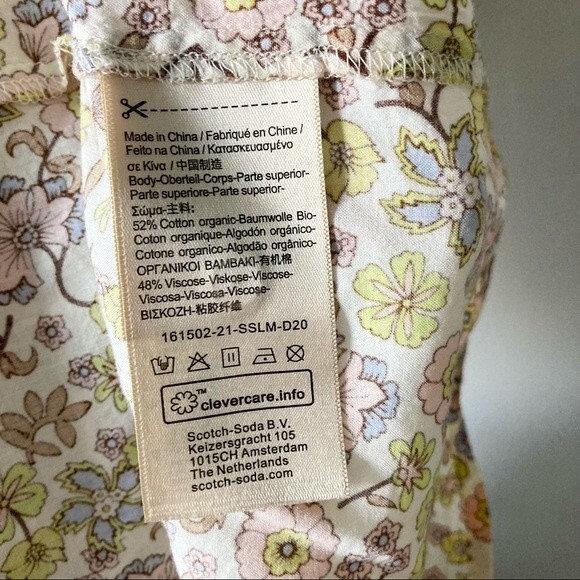 Made in China / Fabriqué en Chine /
Feito na China / Κατασκευασμένο
σε Κίνα / 中国制造
Body-Oberteil-Corps-Parte superior-
Parte superiore-Parte superior-
Σώμα-主料:
52% Cotton organic-Baumwolle Bio-
Coton organique-Algodón orgánico-
Cotone organico-Algodão orgânico-
ΟΡΓΑΝΙΚΟΙ ΒΑΜΒΑΚΙ-有机棉
48% Viscose-Viskose-Viscose-
Viscosa-Viscosa-Viscose-
ΒΙΣΚΟΖΗ-粘胶纤维
161502-21-SSLM-D20
TM clevercare.info
Scotch-Soda B.V.
Keizersgracht 105
1015CH Amsterdam
The Netherlands
scotch-soda.com